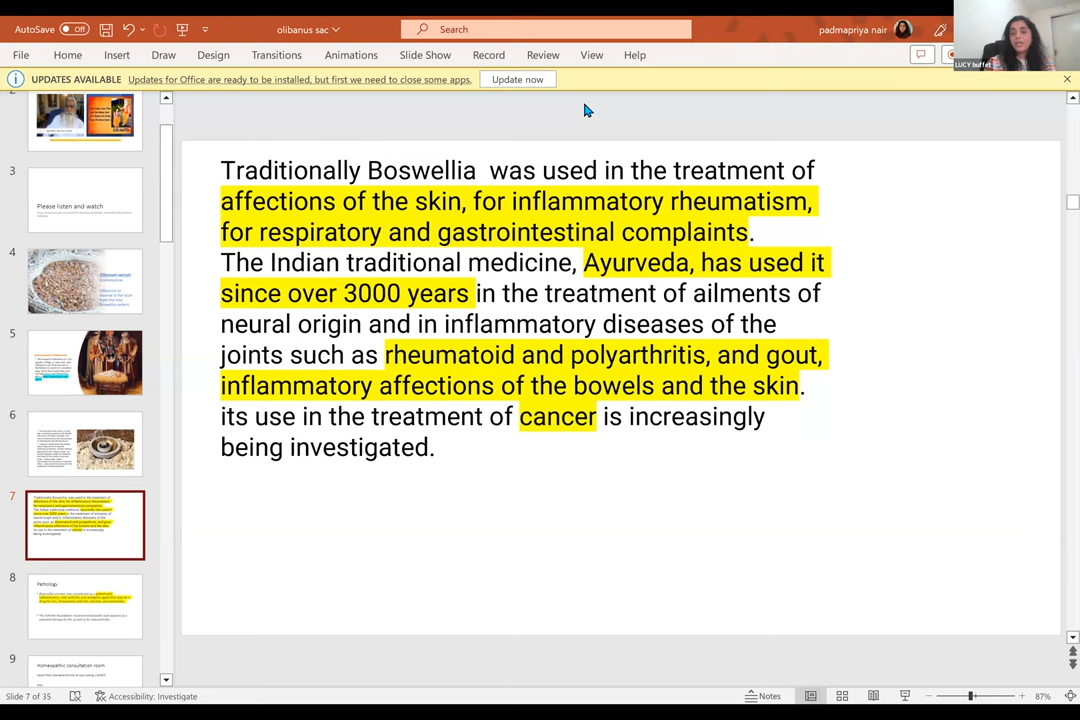 AutoSave Off olibanus sac Search padmapriya nair
File Home Insert Draw Design Transitions Animations Slide Show Record Review View Help
LUCY buffet
UPDATES AVAILABLE Updates for Office are ready to be installed, but first we need to close some apps. Update now
2
3
Please listen and watch
4
5
6
7
8
Pathology
9
Homeopathic consultation room
Traditionally Boswellia was used in the treatment of
affections of the skin, for inflammatory rheumatism,
for respiratory and gastrointestinal complaints.
The Indian traditional medicine, Ayurveda, has used it
since over 3000 years in the treatment of ailments of
neural origin and in inflammatory diseases of the
joints such as rheumatoid and polyarthritis, and gout,
inflammatory affections of the bowels and the skin.
its use in the treatment of cancer is increasingly
being investigated.
Slide 7 of 35 Accessibility: Investigate Notes 87%